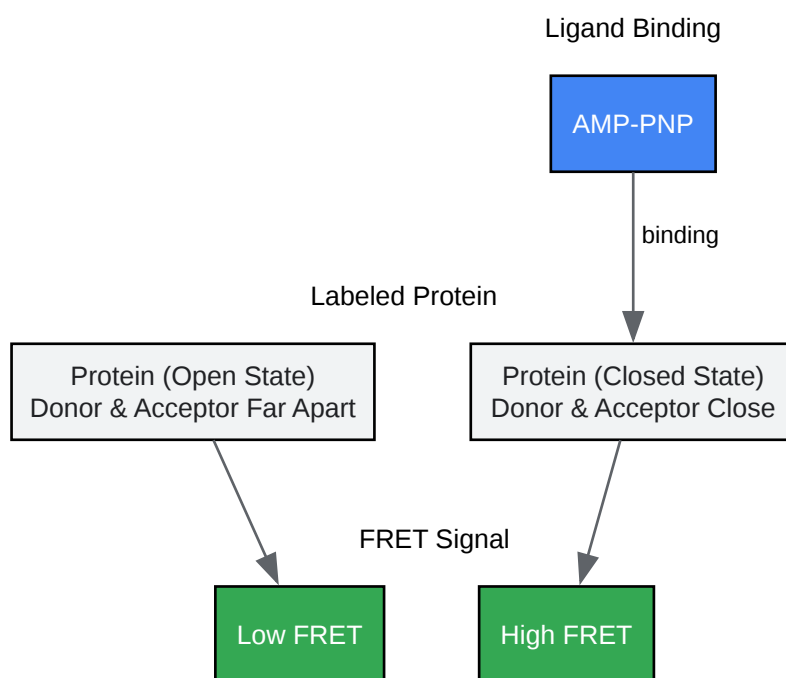 Ligand Binding
AMP-PNP
binding
Labeled Protein
Protein (Open State)
Donor & Acceptor Far Apart
Protein (Closed State)
Donor & Acceptor Close
FRET Signal
Low FRET
High FRET